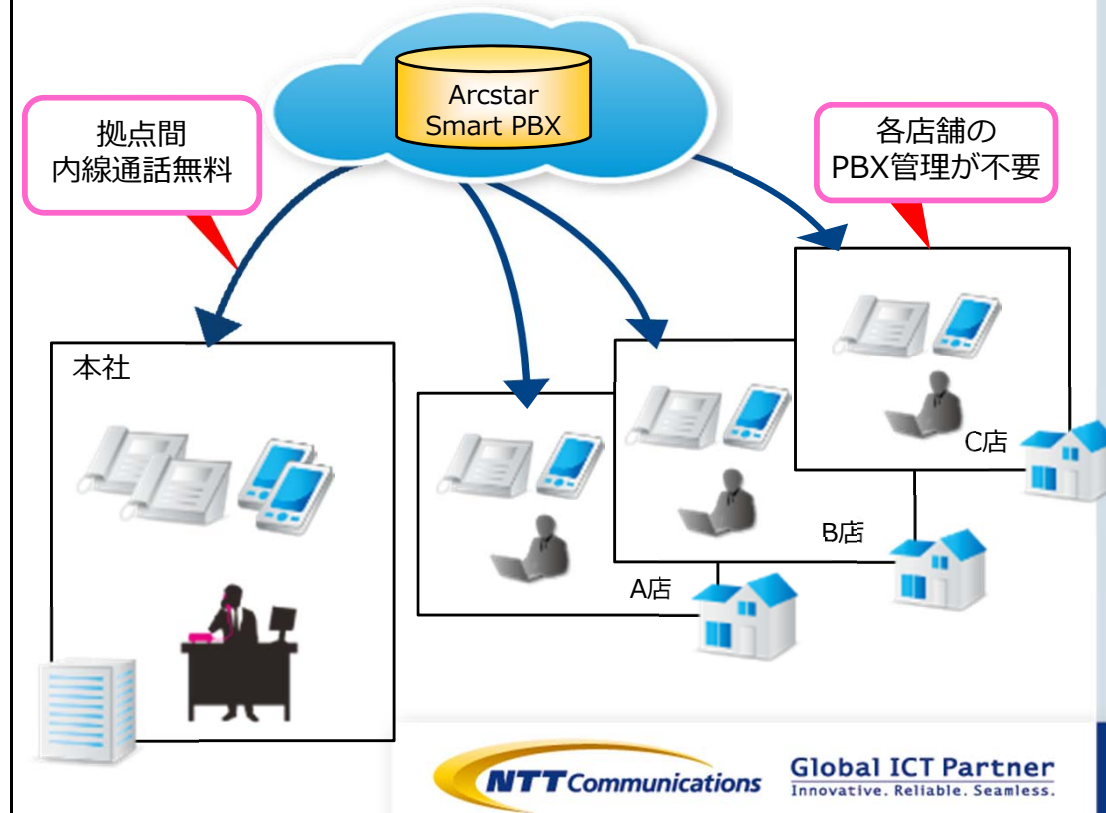 Arcstar
Smart PBX
拠点間
内線通話無料
各店舗の
PBX管理が不要
本社
C店
B店
A店
NTT Communications
Global ICT Partner
Innovative. Reliable. Seamless.